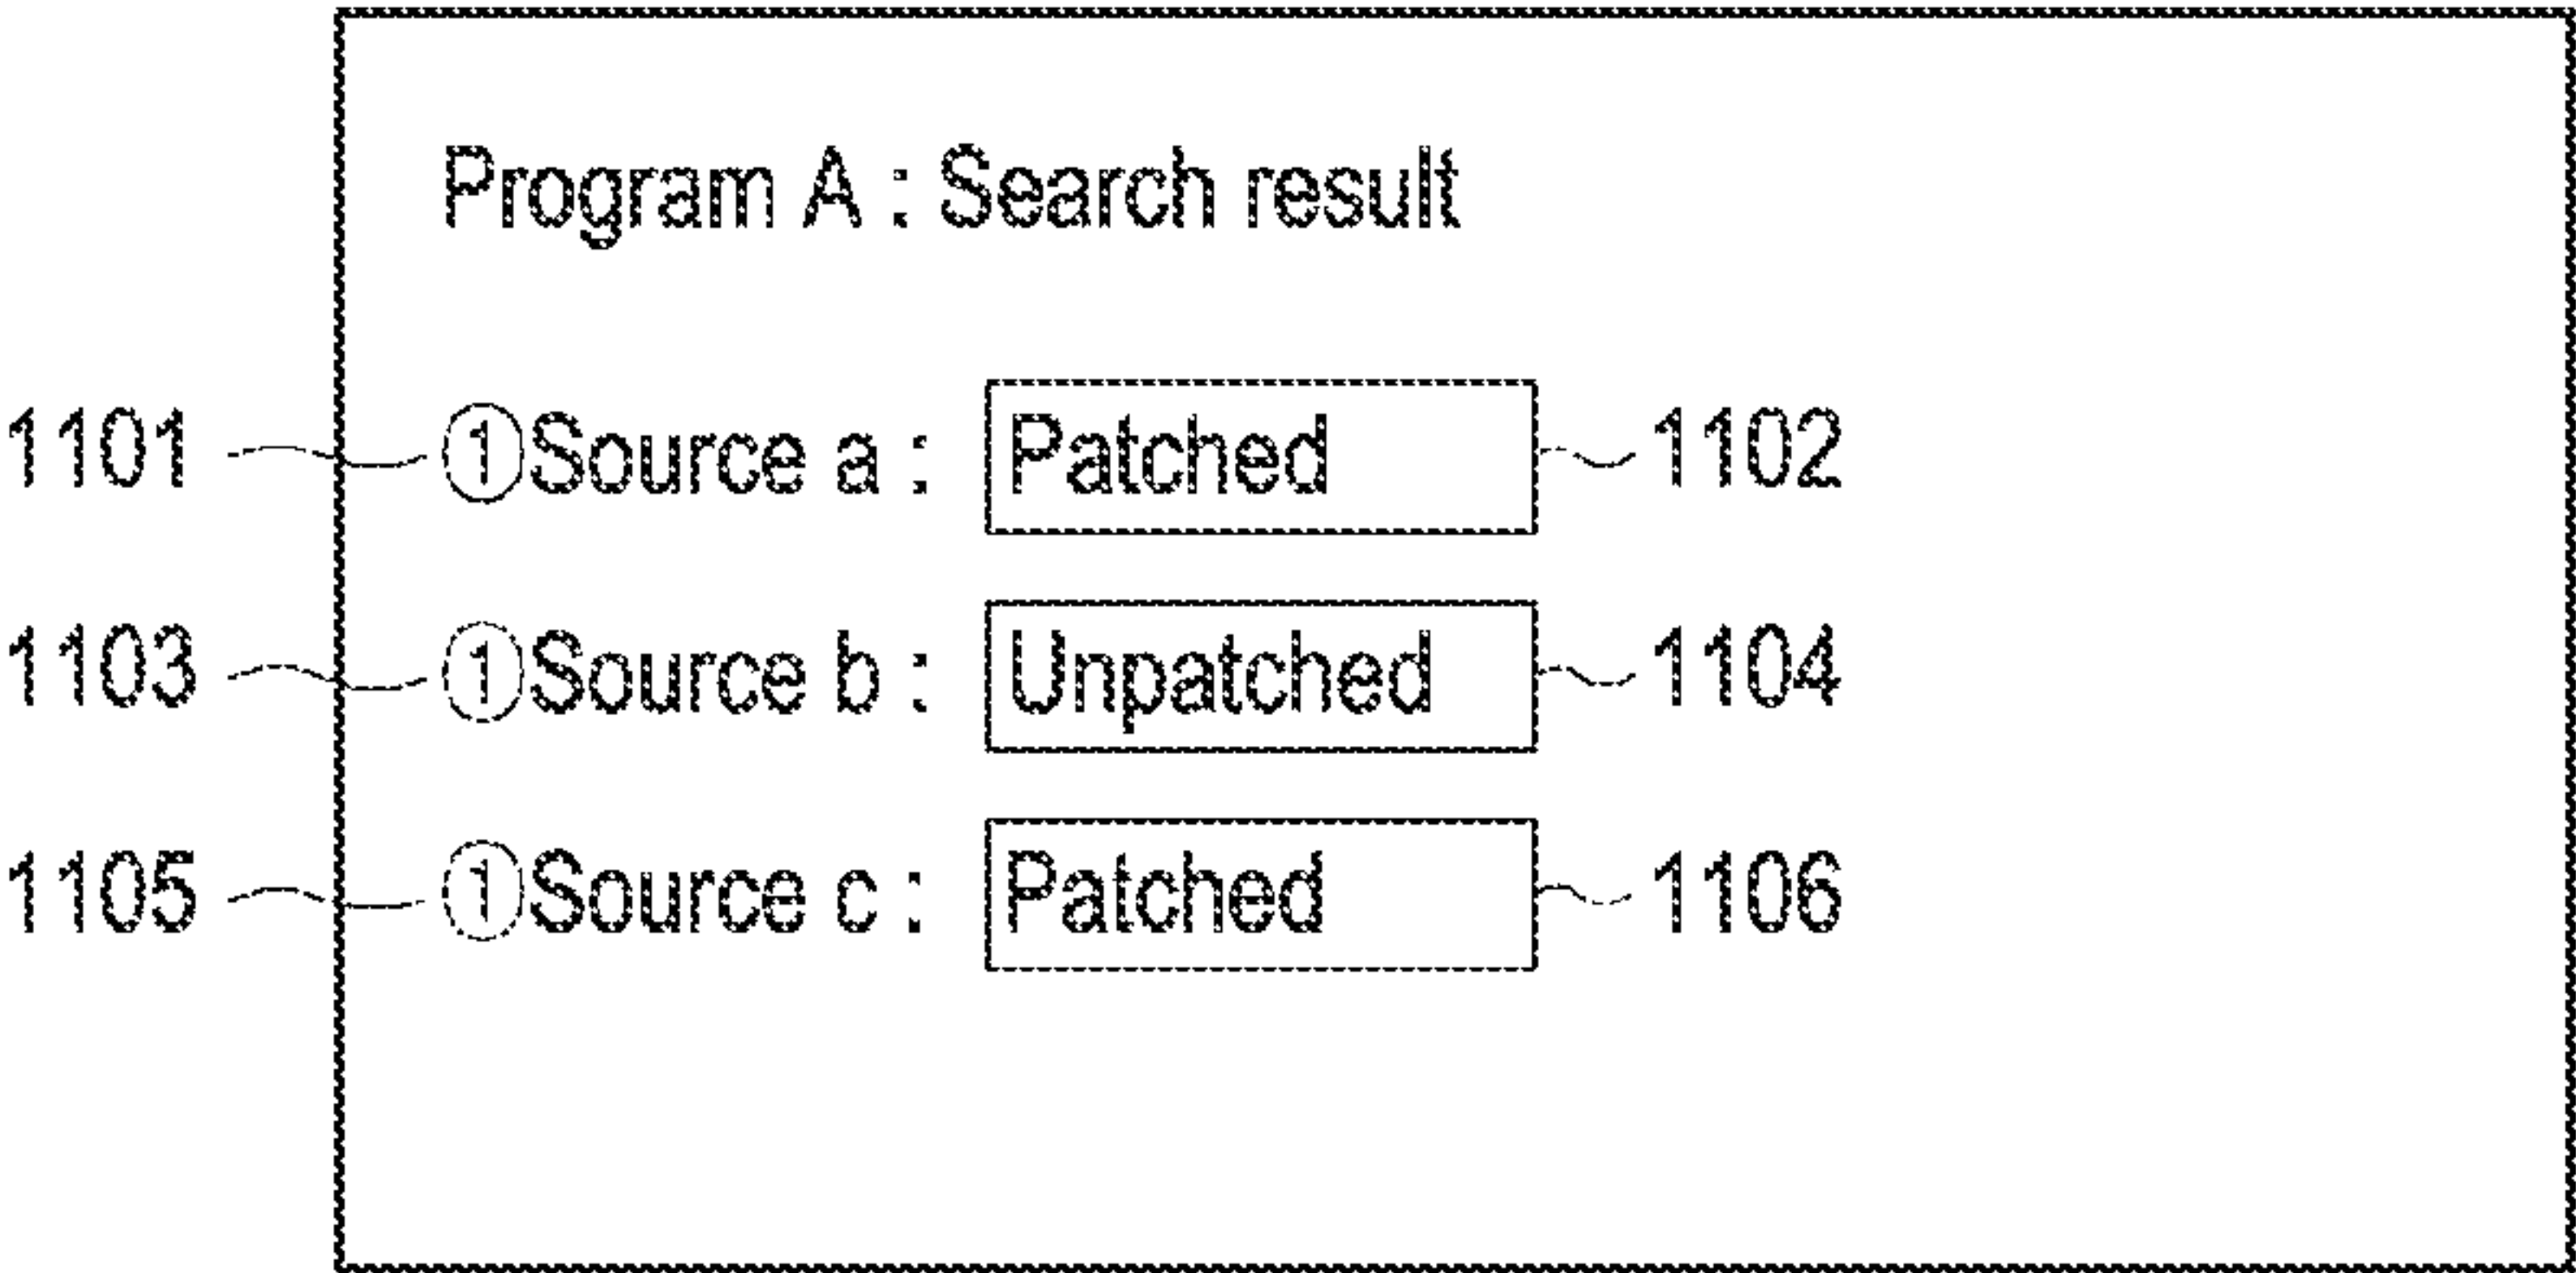 Program A : Search result
1101 ①Source a : Patched 1102
1103 ①Source b : Unpatched 1104
1105 ①Source c : Patched 1106